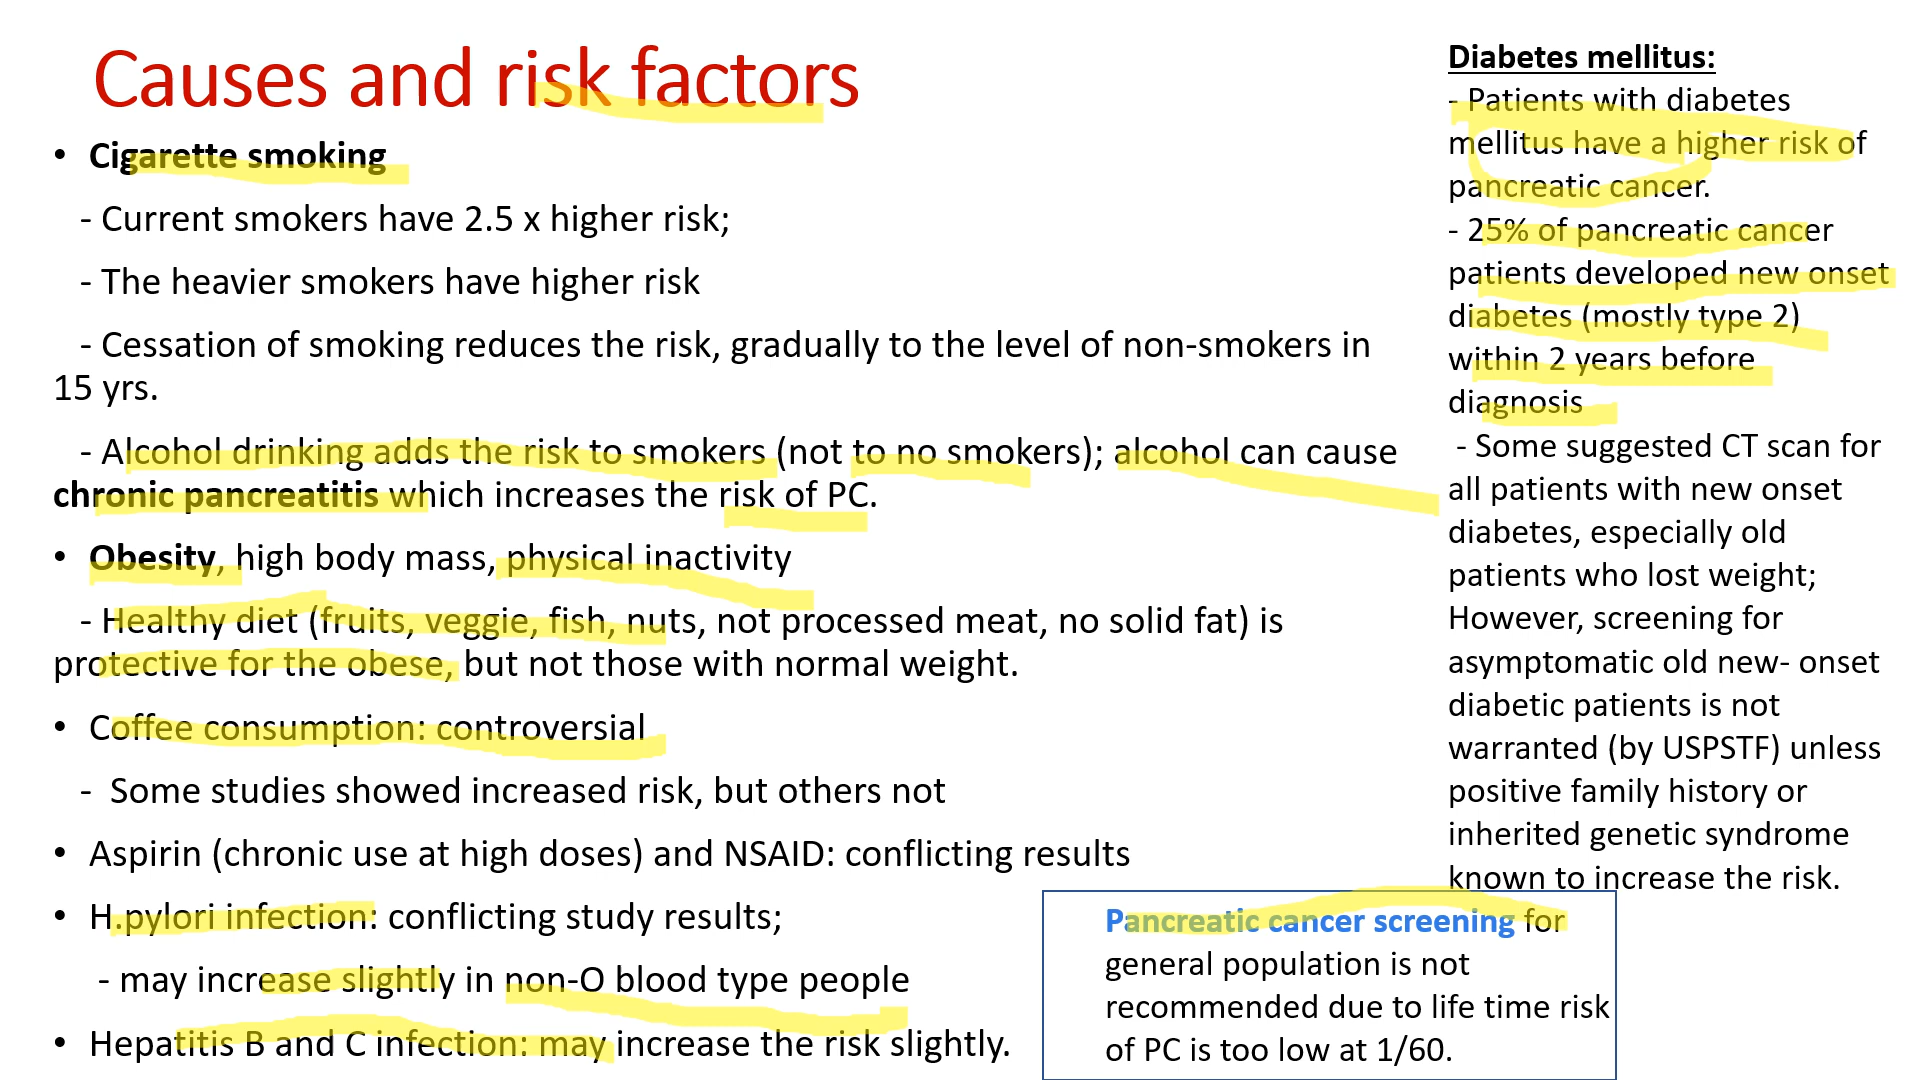 Causes and risk factors
• Cigarette smoking
- Current smokers have 2.5 x higher risk;
- The heavier smokers have higher risk
- Cessation of smoking reduces the risk, gradually to the level of non-smokers in
15 yrs.
- Alcohol drinking adds the risk to smokers (not to no smokers); alcohol can cause
chronic pancreatitis which increases the risk of PC.
• Obesity, high body mass, physical inactivity
- Healthy diet (fruits, veggie, fish, nuts, not processed meat, no solid fat) is
protective for the obese, but not those with normal weight.
• Coffee consumption: controversial
- Some studies showed increased risk, but others not
• Aspirin (chronic use at high doses) and NSAID: conflicting results
• H.pylori infection: conflicting study results;
- may increase slightly in non-O blood type people
• Hepatitis B and C infection: may increase the risk slightly.
Diabetes mellitus:
- Patients with diabetes
mellitus have a higher risk of
pancreatic cancer.
- 25% of pancreatic cancer
patients developed new onset
diabetes (mostly type 2)
within 2 years before
diagnosis
- Some suggested CT scan for
all patients with new onset
diabetes, especially old
patients who lost weight;
However, screening for
asymptomatic old new- onset
diabetic patients is not
warranted (by USPSTF) unless
positive family history or
inherited genetic syndrome
known to increase the risk.
Pancreatic cancer screening for
general population is not
recommended due to life time risk
of PC is too low at 1/60.